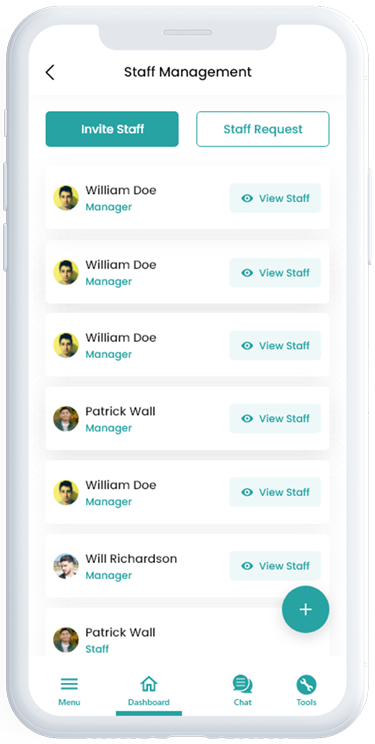 Staff Management
Invite Staff
Staff Request
William Doe
Manager
View Staff
William Doe
Manager
View Staff
William Doe
Manager
View Staff
Patrick Wall
Manager
View Staff
William Doe
Manager
View Staff
Will Richardson
Manager
View Staff
Patrick Wall
Staff
Menu
Dashboard
Chat
Tools